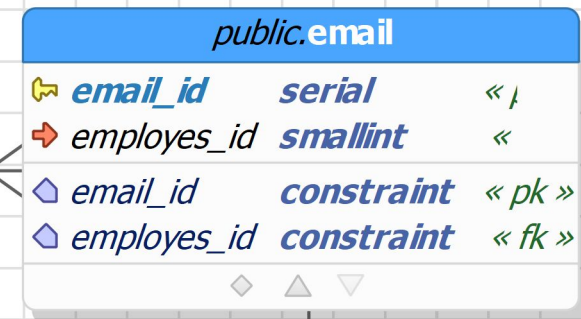 public.email
email_id serial «
employes_id smallint «
email_id constraint « pk »
employes_id constraint « fk »